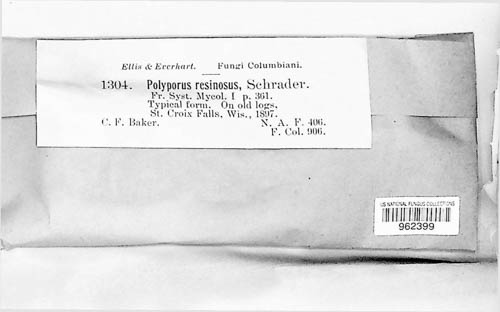 Ellis & Everhart. Fungi Columbiani.
1304. Polyporus resinosus, Schrader.
Fr. Syst. Mycol. I p. 361.
Typical form. On old logs.
St. Croix Falls, Wis., 1897.
C. F. Baker. N. A. F. 406.
F. Col. 906.
US NATIONAL FUNGUS COLLECTIONS
962399